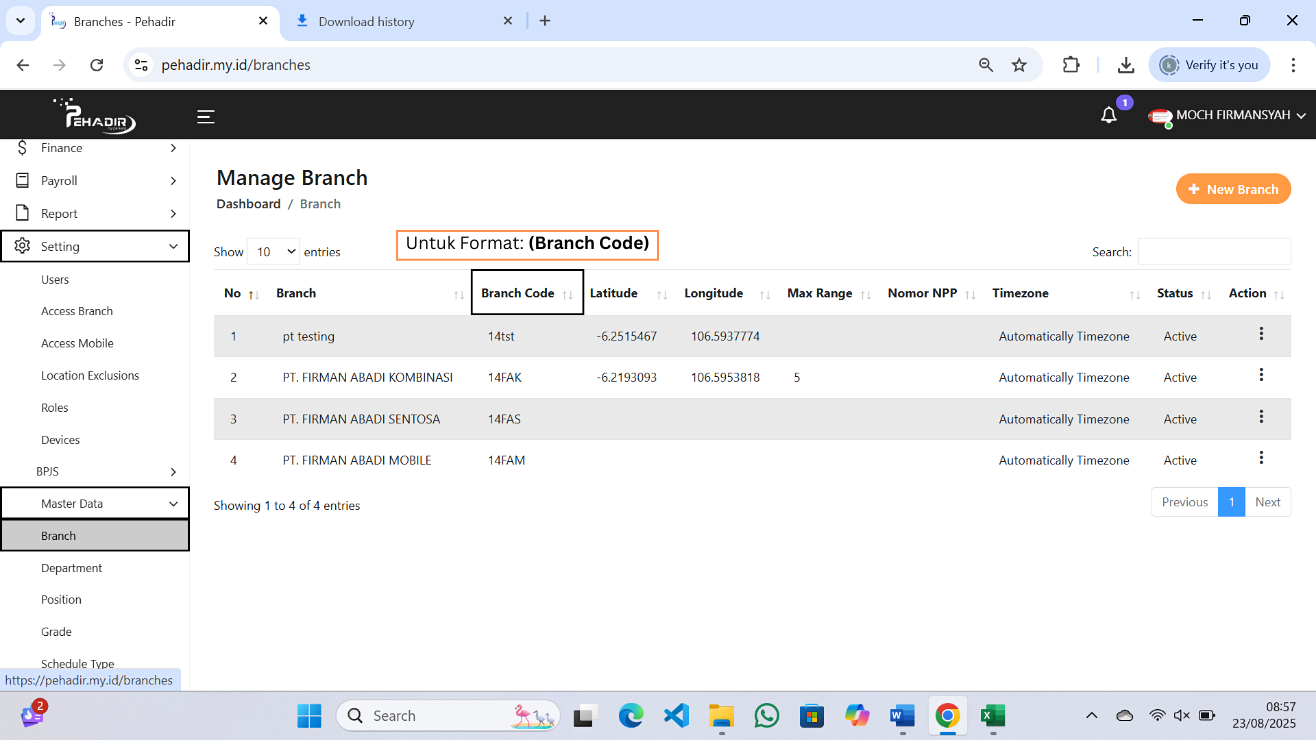 Branches - Pehadir
Download history
pehadir.my.id/branches
Verify it's you
PEHADIR
1
MOCH FIRMANSYAH
Finance
Payroll
Report
Setting
Users
Access Branch
Access Mobile
Location Exclusions
Roles
Devices
BPJS
Master Data
Branch
Department
Position
Grade
Schedule Type
https://pehadir.my.id/branches
Manage Branch
Dashboard / Branch
+ New Branch
Show 10 entries
Untuk Format: (Branch Code)
Search:
No Branch Branch Code Latitude Longitude Max Range Nomor NPP Timezone Status Action
1 pt testing 14tst -6.2515467 106.5937774 Automatically Timezone Active
2 PT. FIRMAN ABADI KOMBINASI 14FAK -6.2193093 106.5953818 5 Automatically Timezone Active
3 PT. FIRMAN ABADI SENTOSA 14FAS Automatically Timezone Active
4 PT. FIRMAN ABADI MOBILE 14FAM Automatically Timezone Active
Showing 1 to 4 of 4 entries
Previous 1 Next
2
Search
08:57
23/08/2025